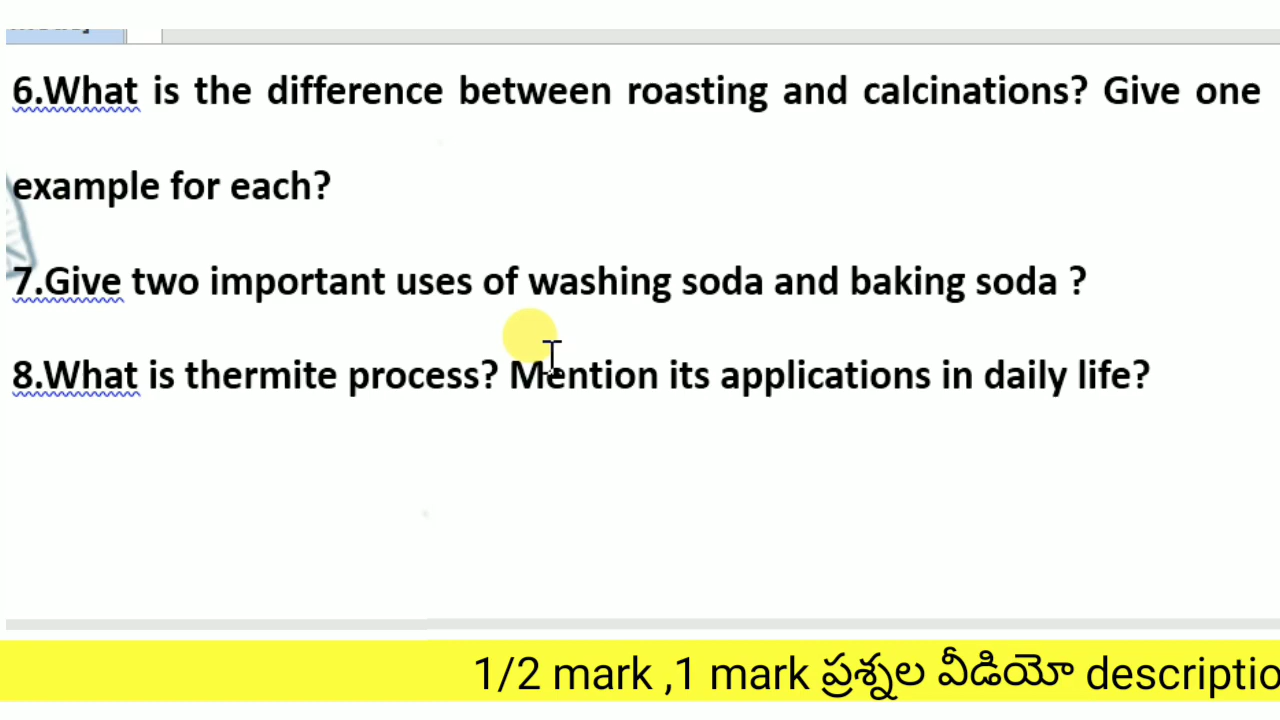 6.What is the difference between roasting and calcinations? Give one
example for each?
7.Give two important uses of washing soda and baking soda ?
8.What is thermite process? Mention its applications in daily life?
1/2 mark ,1 mark ప్రశ్నల వీడియో descriptio